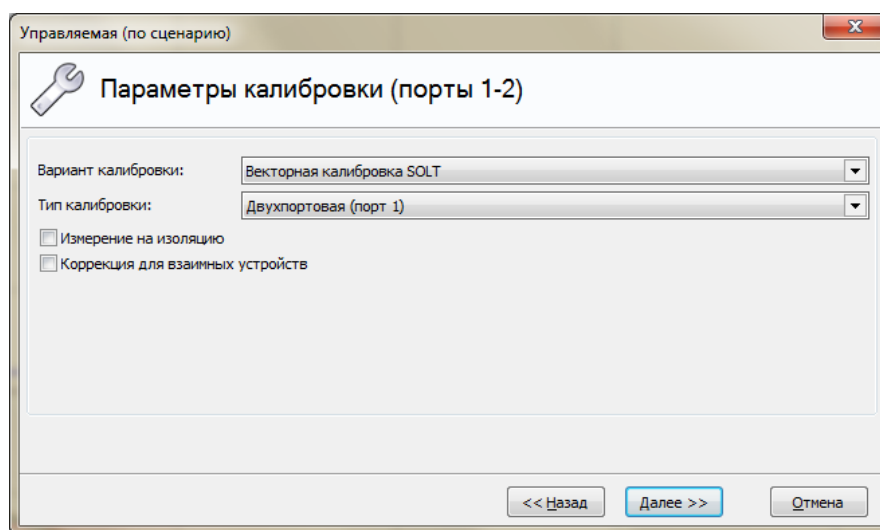 Управляемая (по сценарию)
Параметры калибровки (порты 1-2)
Вариант калибровки: Векторная калибровка SOLT
Тип калибровки: Двухпортовая (порт 1)
Измерение на изоляцию
Коррекция для взаимных устройств
<< Назад Далее >> Отмена